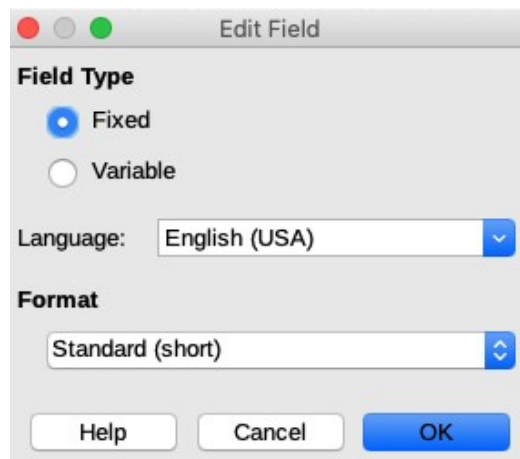 Edit Field
Field Type
Fixed
Variable
Language: English (USA)
Format
Standard (short)
Help Cancel OK